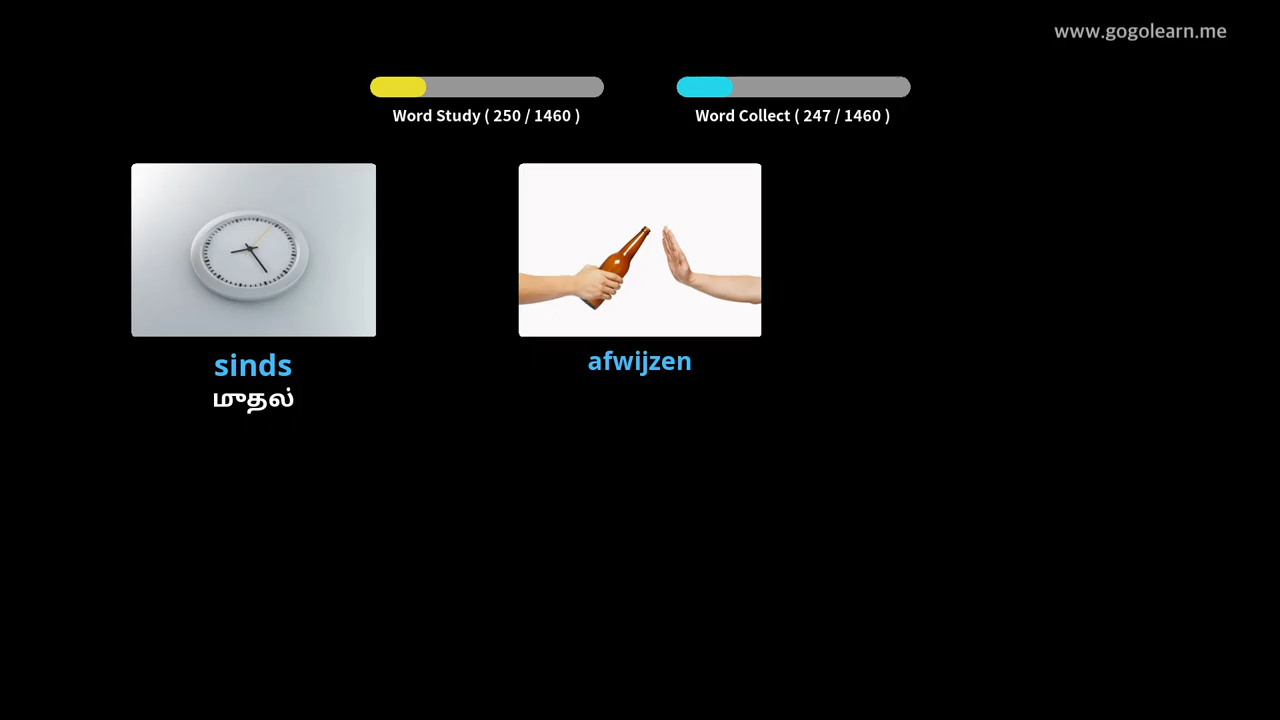 www.gogolearn.me
Word Study ( 250 / 1460 )
Word Collect ( 247 / 1460 )
sinds
முதல்
afwijzen